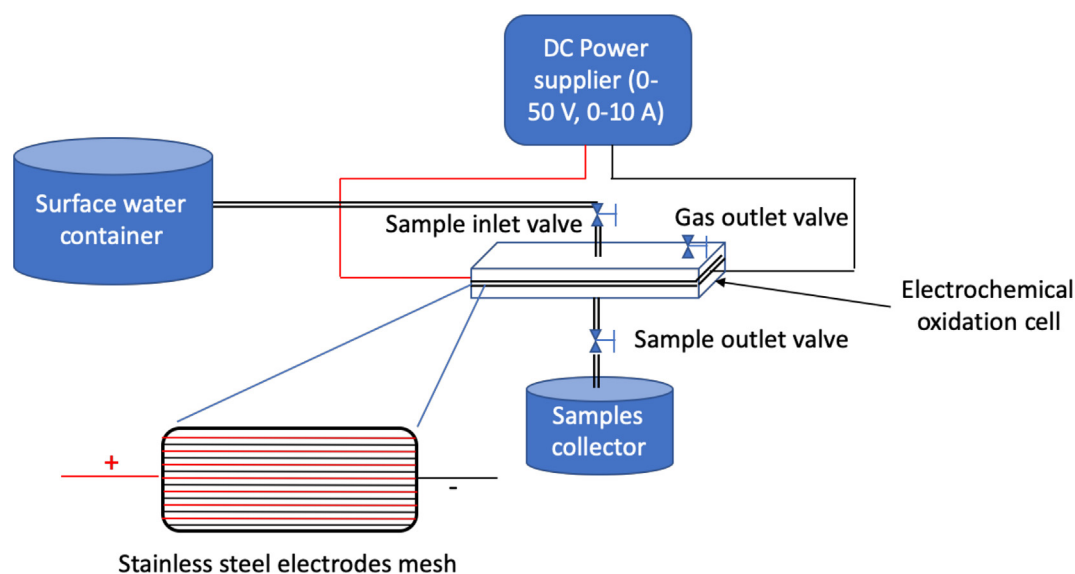 DC Power
supplier (0-
50 V, 0-10 A)
Surface water
container
Sample inlet valve
Gas outlet valve
Electrochemical
oxidation cell
Sample outlet valve
Samples
collector
+
-
Stainless steel electrodes mesh